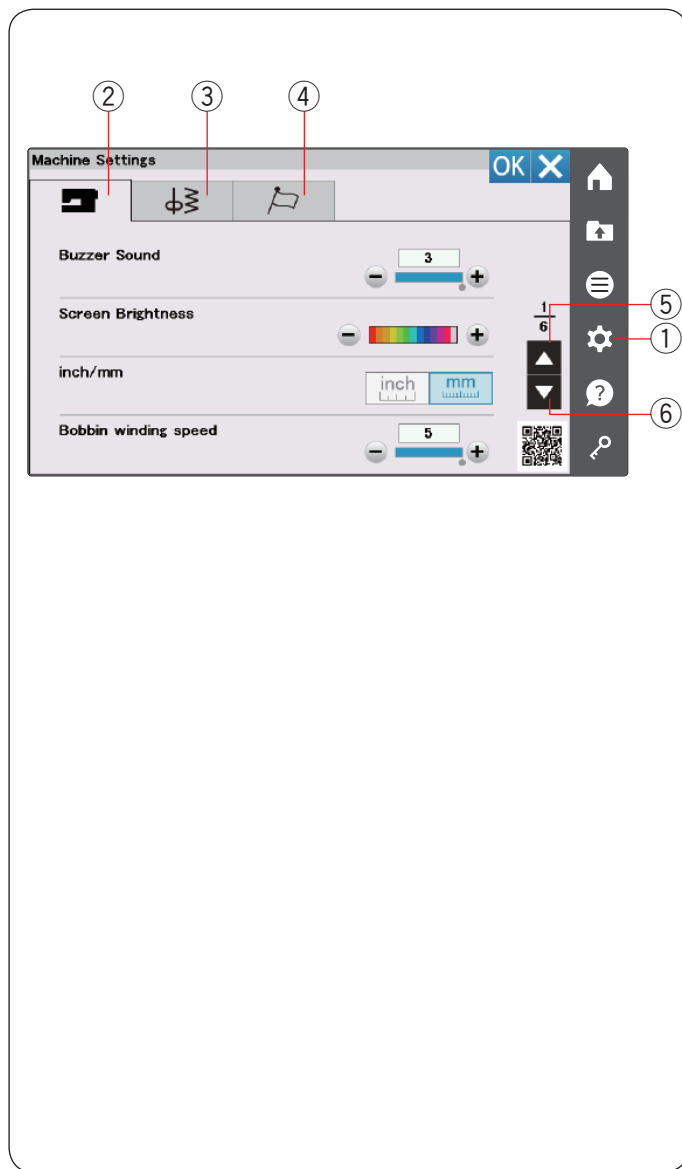 ② ③ ④
Machine Settings OK
Buzzer Sound 3
Screen Brightness
1
6
⑤
①
inch/mm inch mm
?
⑥
Bobbin winding speed 5